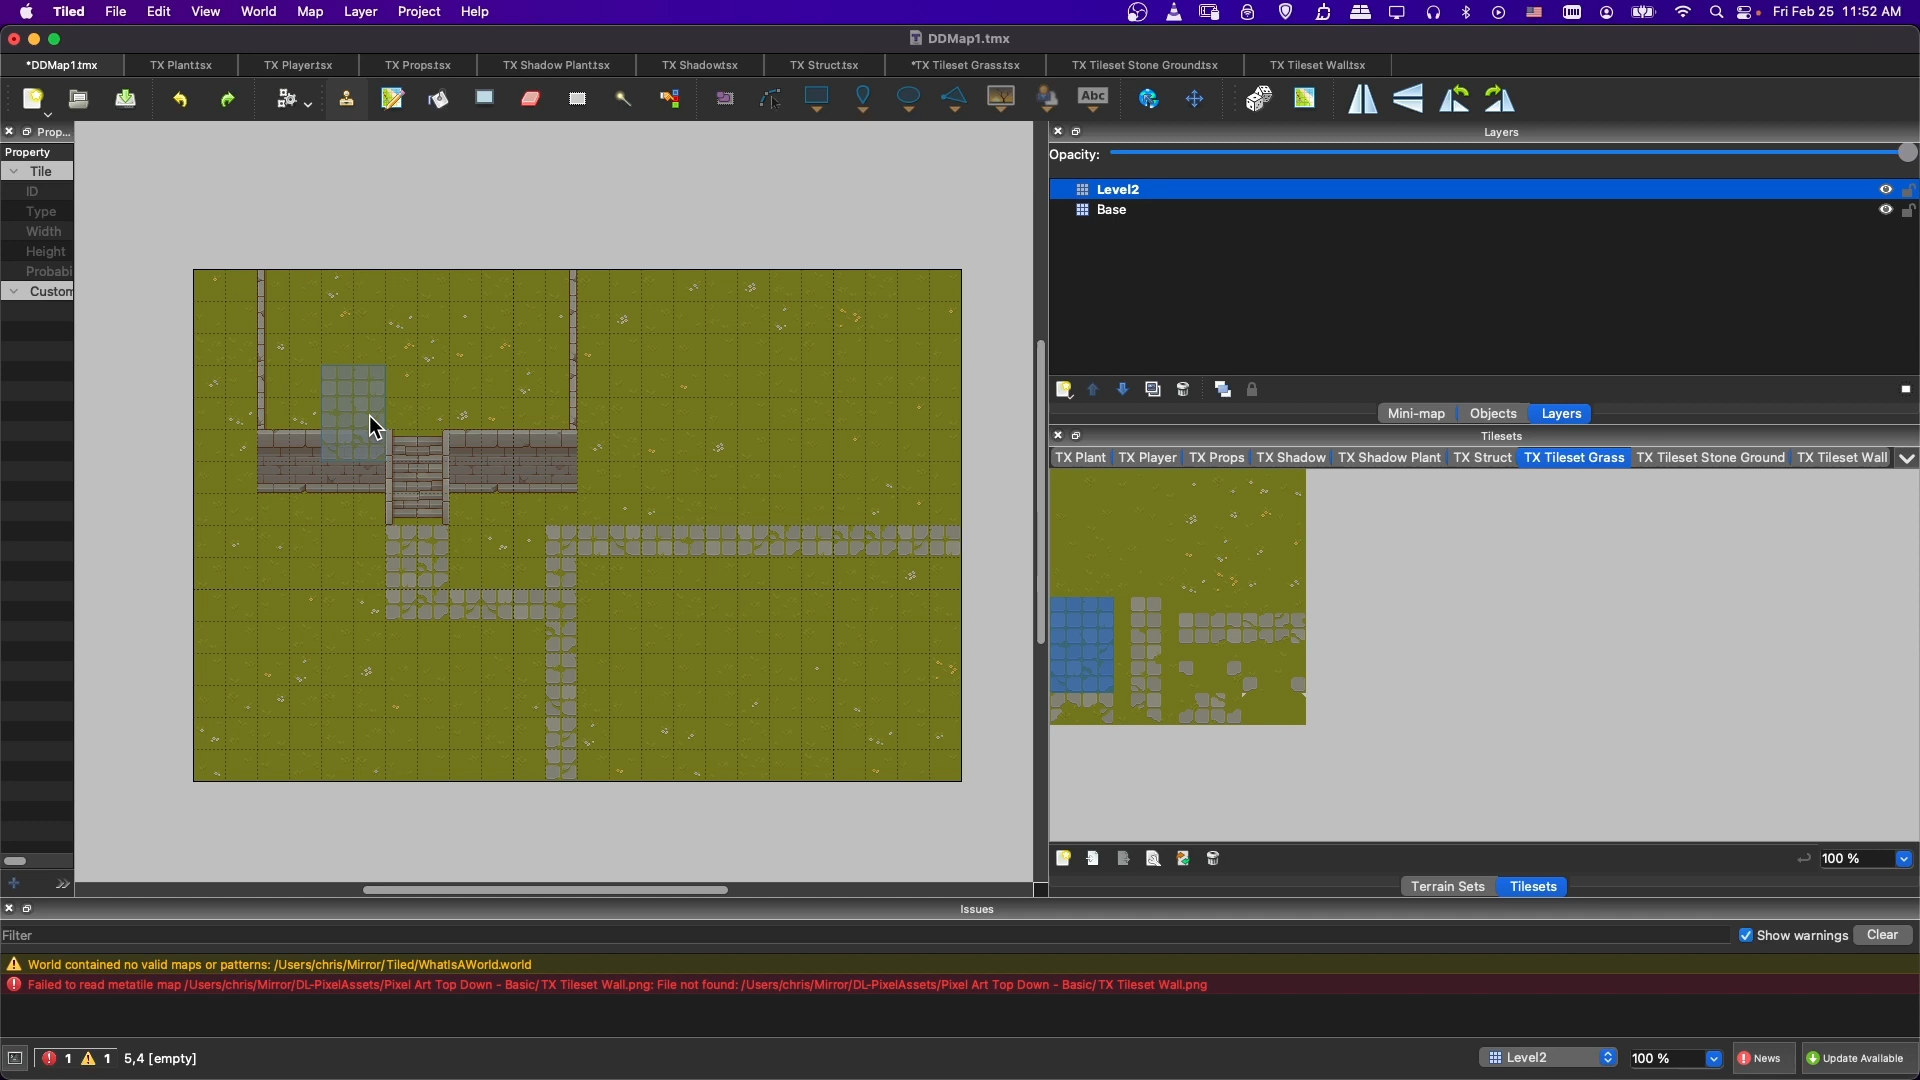 Tiled File Edit View World Map Layer Project Help Fri Feb 25 11:52 AM
DDMap1.tmx
*DDMap1.tmx TX Plant.tsx TX Player.tsx TX Props.tsx TX Shadow Plant.tsx TX Shadow.tsx TX Struct.tsx *TX Tileset Grass.tsx TX Tileset Stone Ground.tsx TX Tileset Wall.tsx
Abc
Prop...
Property
Tile
ID
Type
Width
Height
Probabi
Custom
Layers
Opacity:
Level2
Base
Mini-map Objects Layers
Tilesets
TX Plant TX Player TX Props TX Shadow TX Shadow Plant TX Struct TX Tileset Grass TX Tileset Stone Ground TX Tileset Wall
100 %
Terrain Sets Tilesets
Issues
Filter
Show warnings Clear
World contained no valid maps or patterns: /Users/chris/Mirror/Tiled/WhatIsAWorld.world
Failed to read metatile map /Users/chris/Mirror/DL-PixelAssets/Pixel Art Top Down - Basic/TX Tileset Wall.png: File not found: /Users/chris/Mirror/DL-PixelAssets/Pixel Art Top Down - Basic/TX Tileset Wall.png
1 1 5,4 [empty] Level2 100 % News Update Available